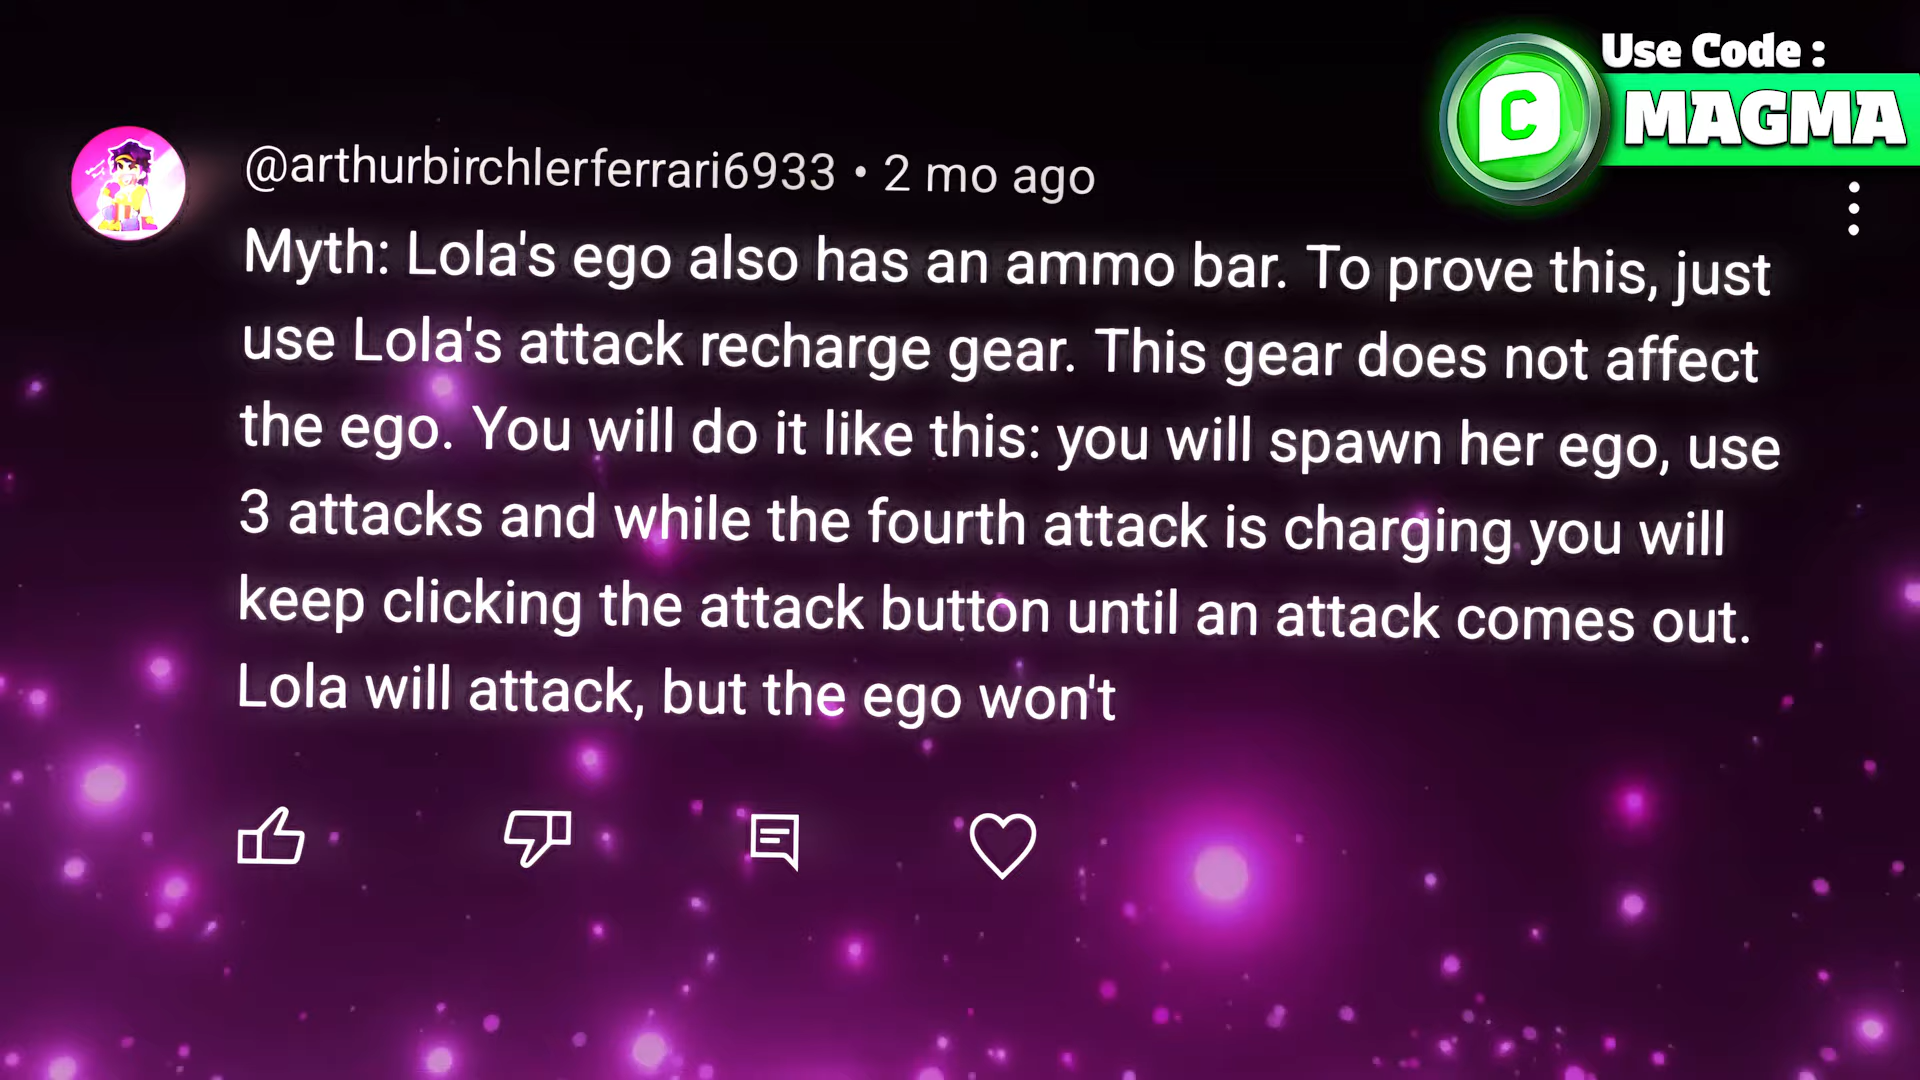 Use Code :
C
MAGMA
@arthurbirchlerferrari6933 • 2 mo ago
Myth: Lola's ego also has an ammo bar. To prove this, just
use Lola's attack recharge gear. This gear does not affect
the ego. You will do it like this: you will spawn her ego, use
3 attacks and while the fourth attack is charging you will
keep clicking the attack button until an attack comes out.
Lola will attack, but the ego won't